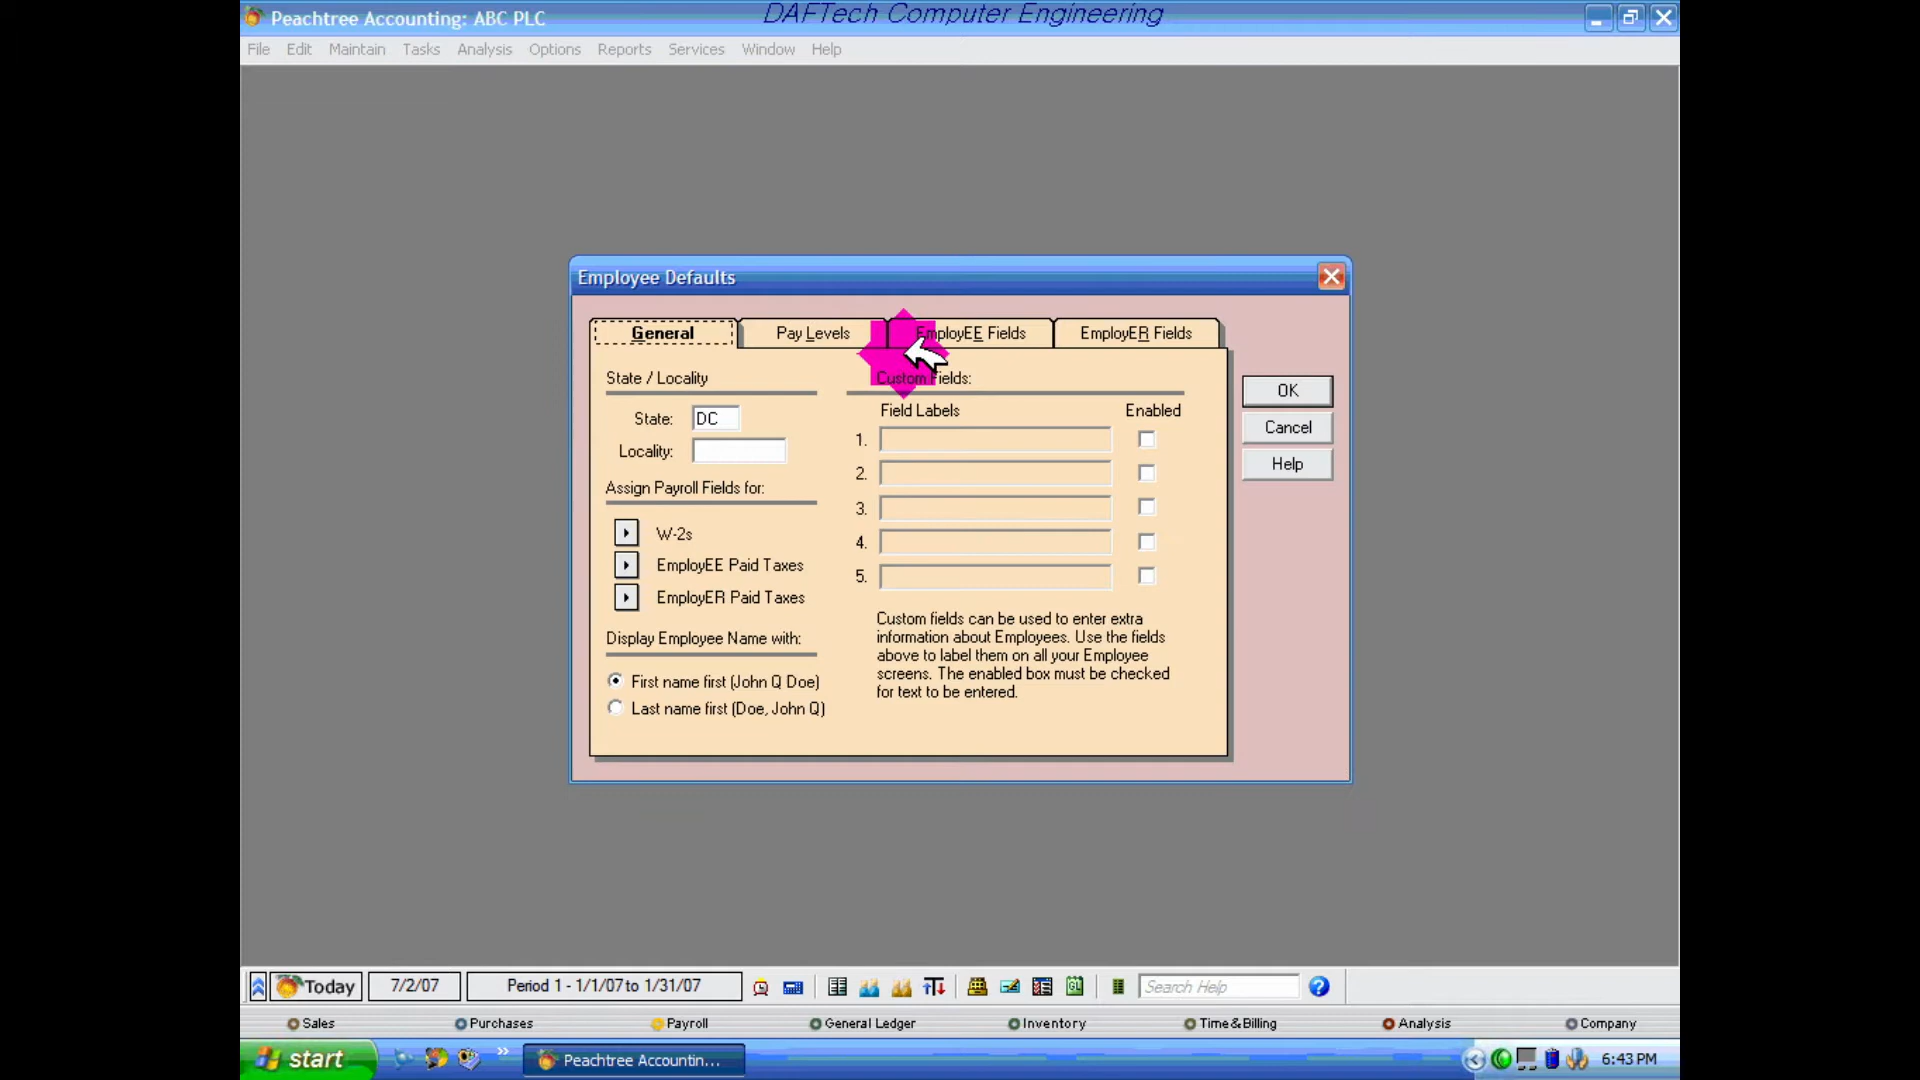 Peachtree Accounting: ABC PLC
DAFTech Computer Engineering
File Edit Maintain Tasks Analysis Options Reports Services Window Help
Employee Defaults
General Pay Levels EmployEE Fields EmployER Fields
State / Locality
Custom Fields:
OK
State: DC
Field Labels Enabled
Cancel
Locality:
1.
Help
2.
Assign Payroll Fields for:
3.
W-2s
4.
EmployEE Paid Taxes
5.
EmployER Paid Taxes
Display Employee Name with:
First name first (John Q Doe)
Last name first (Doe, John Q)
Custom fields can be used to enter extra
information about Employees. Use the fields
above to label them on all your Employee
screens. The enabled box must be checked
for text to be entered.
Today 7/2/07 Period 1 - 1/1/07 to 1/31/07 GL Search Help ?
Sales Purchases Payroll General Ledger Inventory Time & Billing Analysis Company
start » Peachtree Accountin... 6:43 PM